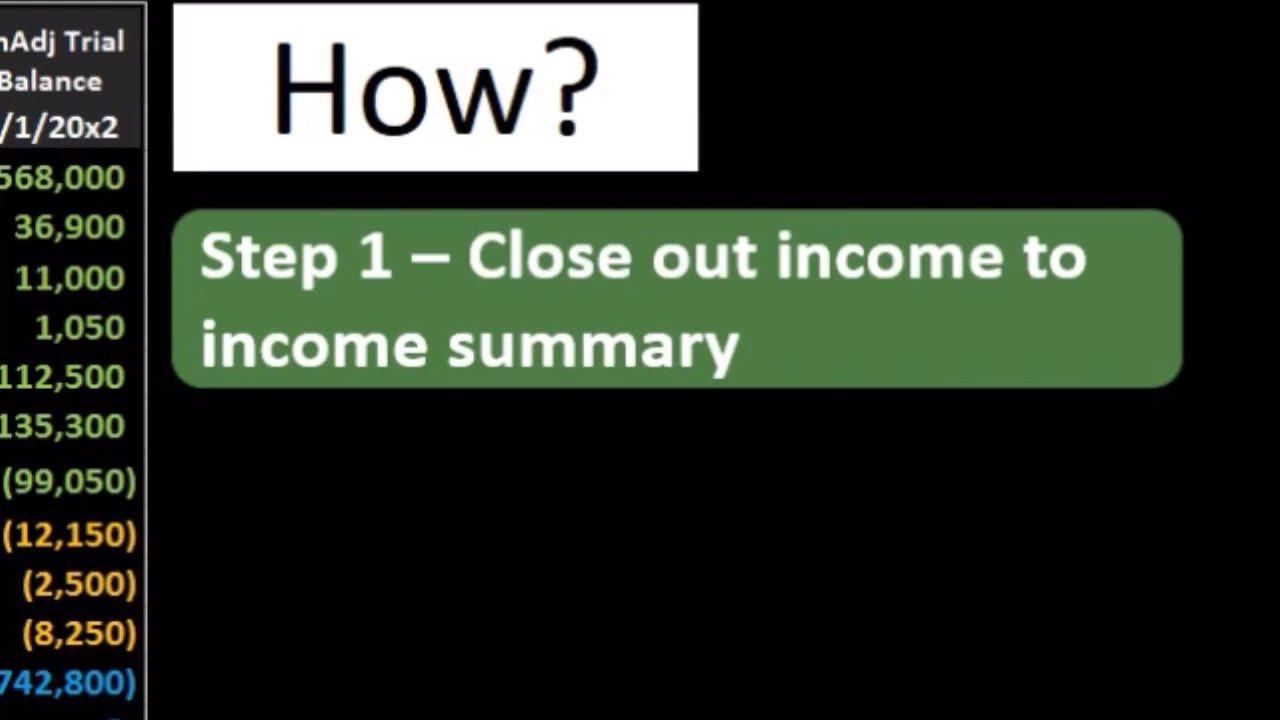 Trial
Balance
/1/20x2
568,000
36,900
11,000
1,050
112,500
135,300
(99,050)
(12,150)
(2,500)
(8,250)
742,800)
How?
Step 1 – Close out income to
income summary